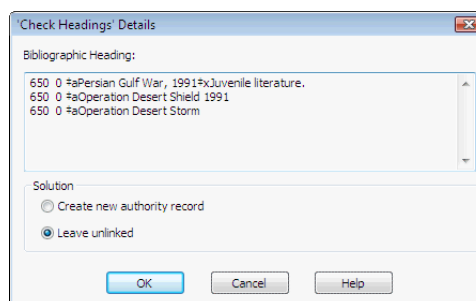 'Check Headings' Details
Bibliographic Heading:
650 0 ‡aPersian Gulf War, 1991‡xJuvenile literature.
650 0 ‡aOperation Desert Shield 1991
650 0 ‡aOperation Desert Storm
Solution
Create new authority record
Leave unlinked
OK Cancel Help